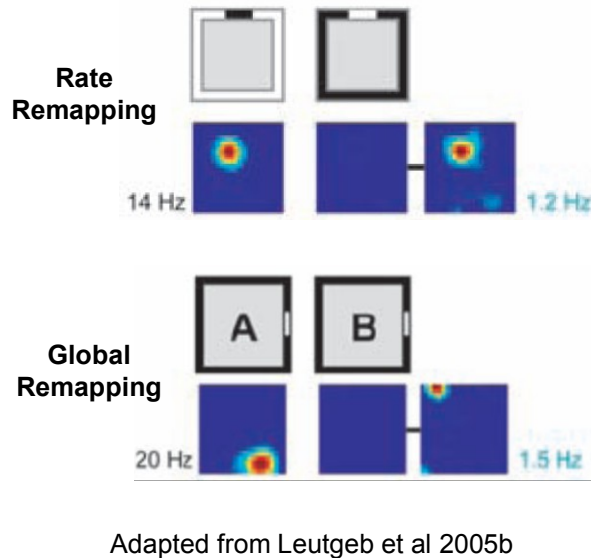 Rate
Remapping
14 Hz
1.2 Hz
A
B
Global
Remapping
20 Hz
1.5 Hz
Adapted from Leutgeb et al 2005b